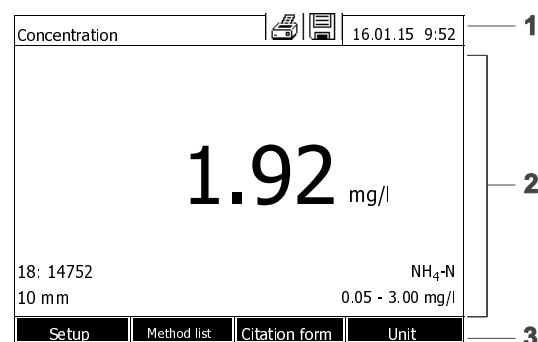 Concentration 16.01.15 9:52 1
1.92 mg/l 2
18: 14752 NH₄-N
10 mm 0.05 - 3.00 mg/l
Setup Method list Citation form Unit 3